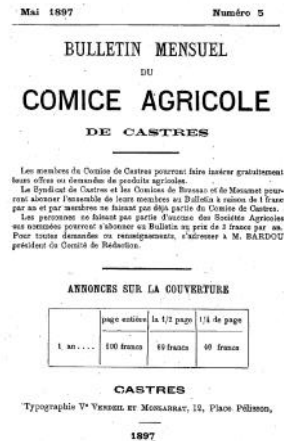 Mai 1897 Numéro 5
BULLETIN MENSUEL
DU
COMICE AGRICOLE
DE CASTRES
Les membres du Comice de Castres pourront faire insérer gratuitement
leurs offres ou demandes de produits agricoles.
Le Syndicat de Castres et les Comices de Brassac et de Mazamet pour-
ront abonner l'ensemble de leurs membres au Bulletin à raison de 1 franc
par an et par membres ne faisant pas déjà partie du Comice de Castres.
Les personnes ne faisant pas partie d'aucune des Sociétés Agricoles
sus nommées pourront s'abonner au Bulletin au prix de 3 francs par an.
Pour toutes demandes ou renseignements, s'adresser à M. BARDOU
président du Comité de Rédaction.
ANNONCES SUR LA COUVERTURE
page entière la 1/2 page 1/4 de page
1 an.... 100 francs 60 francs 40 francs
CASTRES
Typographie Ve VENDEIL ET MONSARRAT, 12, Place Pélisson,
1897